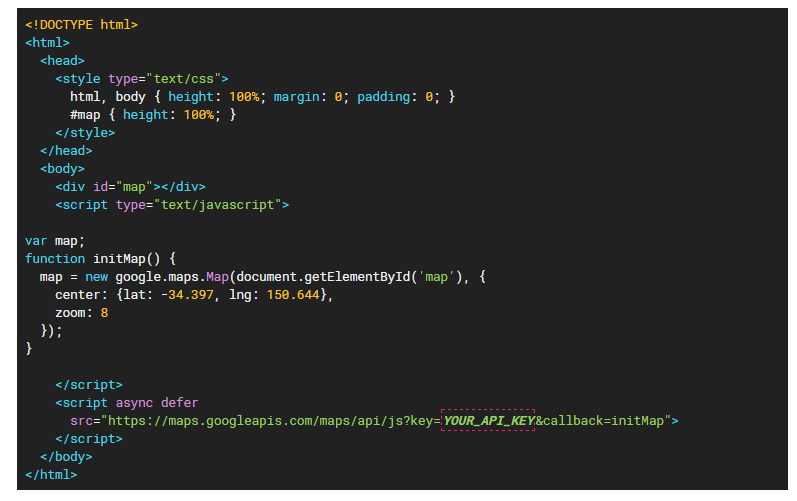 <!DOCTYPE html>
<html>
  <head>
    <style type="text/css">
      html, body { height: 100%; margin: 0; padding: 0; }
      #map { height: 100%; }
    </style>
  </head>
  <body>
    <div id="map"></div>
    <script type="text/javascript">

var map;
function initMap() {
  map = new google.maps.Map(document.getElementById('map'), {
    center: {lat: -34.397, lng: 150.644},
    zoom: 8
  });
}

    </script>
    <script async defer
      src="https://maps.googleapis.com/maps/api/js?key=YOUR_API_KEY&callback=initMap">
    </script>
  </body>
</html>